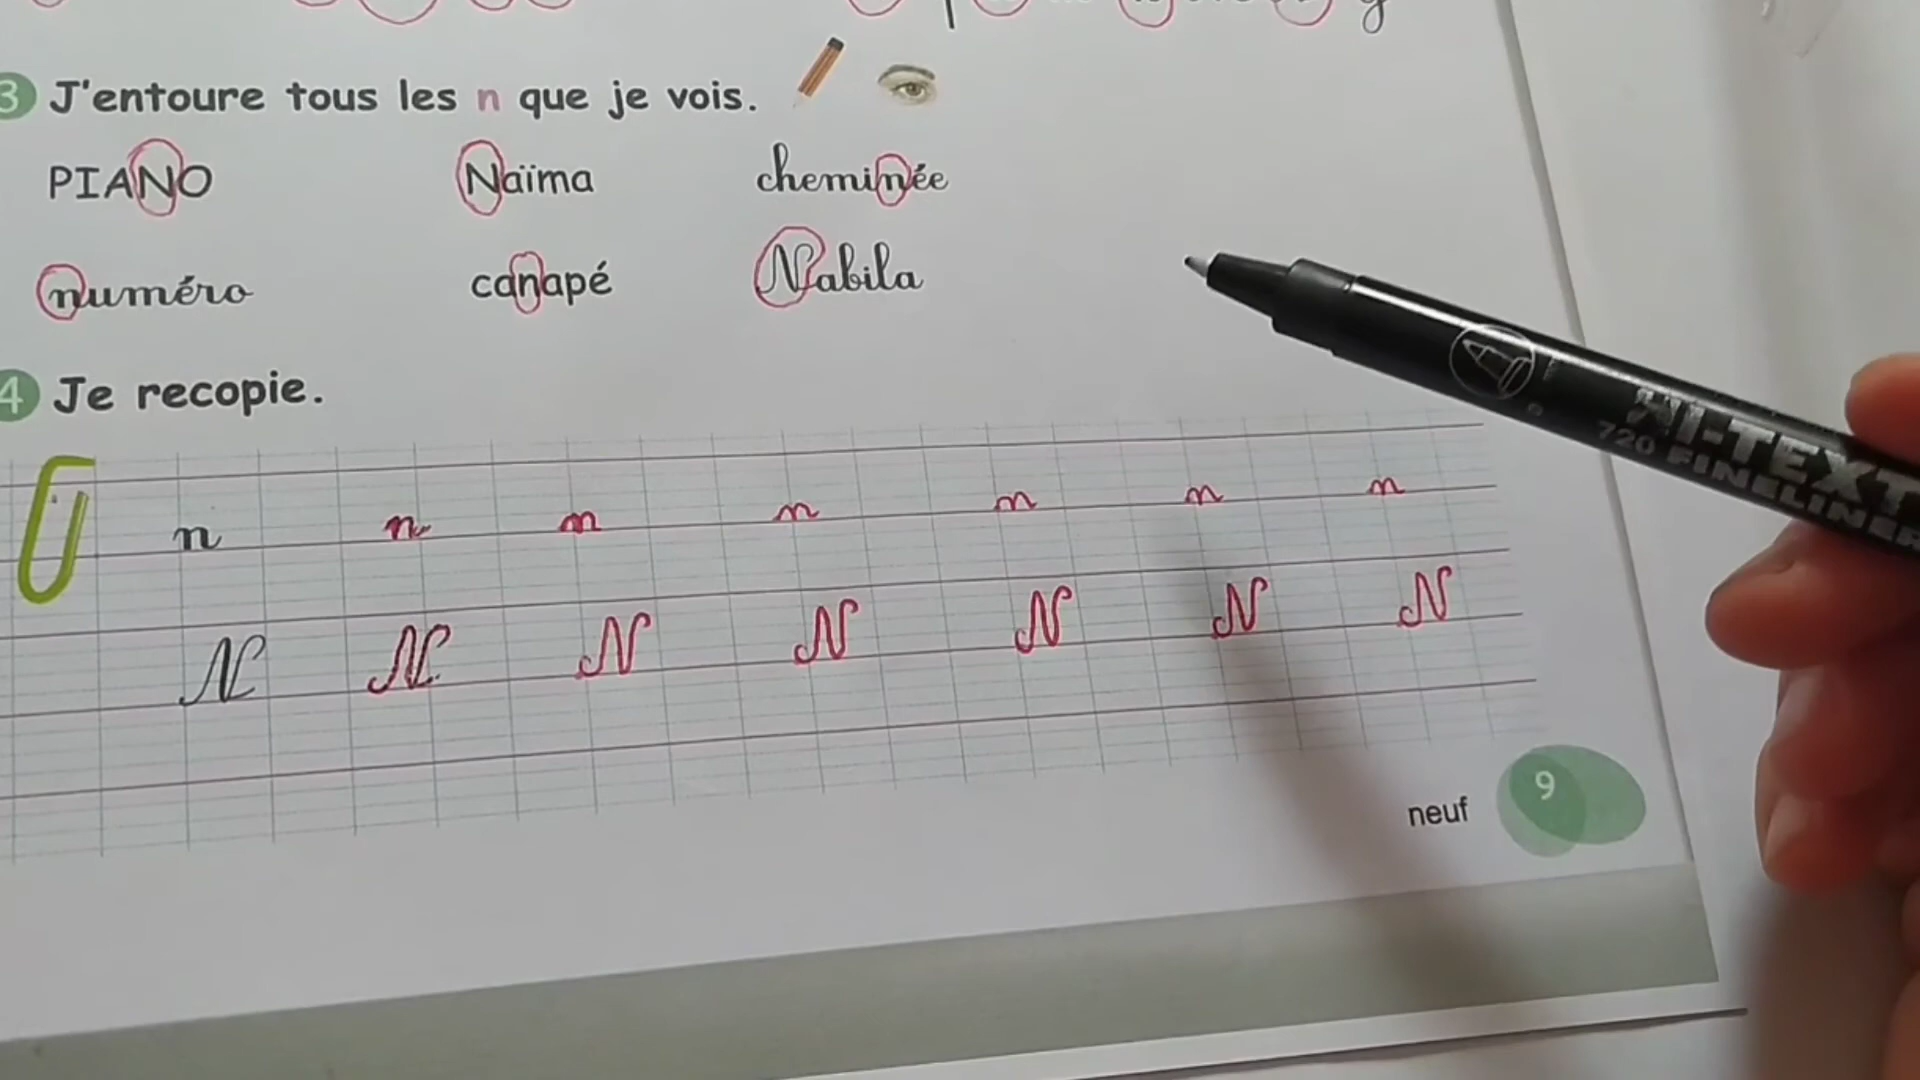 3 J'entoure tous les n que je vois.
PIANO Naïma cheminée
numéro canapé Nabila
4 Je recopie.
n n n n n n n
N N N N N N N
neuf 9
HI-TEXT
720 FINELINER